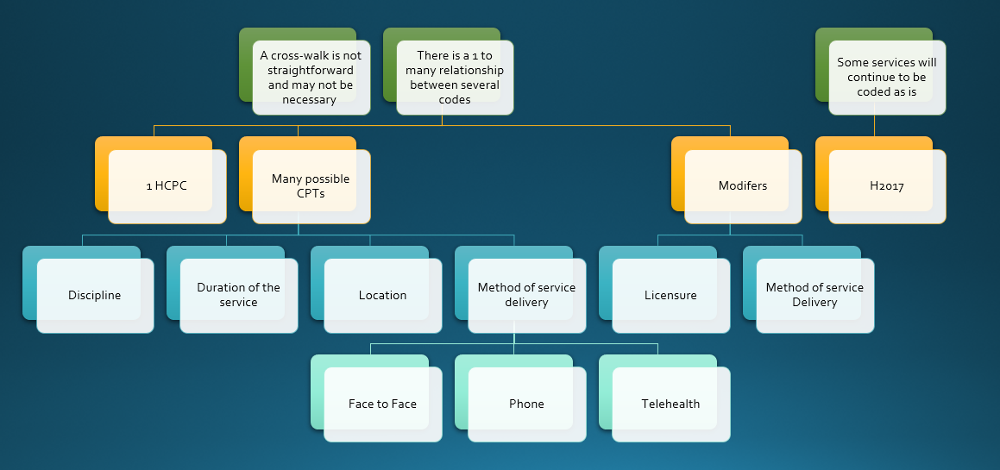 A cross-walk is not
straightforward
and may not be
necessary
There is a 1 to
many relationship
between several
codes
Some services will
continue to be
coded as is
1 HCPC
Many possible
CPTs
Modifers
H2017
Discipline
Duration of the
service
Location
Method of service
delivery
Licensure
Method of service
Delivery
Face to Face
Phone
Telehealth